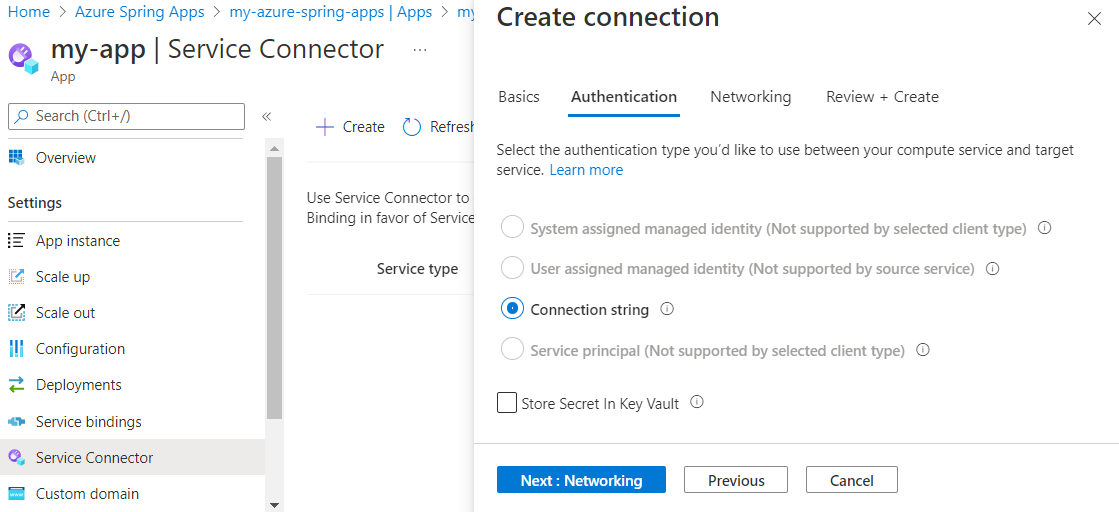 Home > Azure Spring Apps > my-azure-spring-apps | Apps > my
my-app | Service Connector ...
App
Search (Ctrl+/)
«
Overview
Settings
App instance
Scale up
Scale out
Configuration
Deployments
Service bindings
Service Connector
Custom domain
Create
Refresh
Use Service Connector to
Binding in favor of Service
Service type
Create connection
Basics
Authentication
Networking
Review + Create
Select the authentication type you'd like to use between your compute service and target
service. Learn more
System assigned managed identity (Not supported by selected client type)
User assigned managed identity (Not supported by source service)
Connection string
Service principal (Not supported by selected client type)
Store Secret In Key Vault
Next : Networking
Previous
Cancel